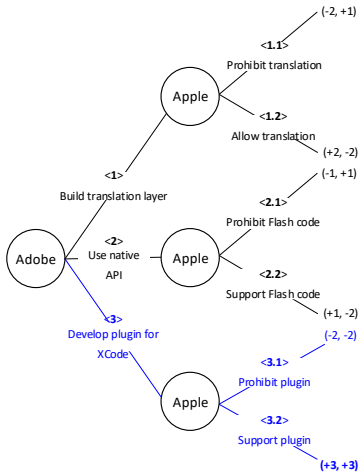 (-2, +1)
<1.1>
Prohibit translation
Apple
<1.2>
Allow translation
(+2, -2)
<1>
Build translation layer
(-1, +1)
<2.1>
Prohibit Flash code
Adobe
<2>
Use native
API
Apple
<2.2>
Support Flash code
(+1, -2)
<3>
Develop plugin for
XCode
(-2, -2)
<3.1>
Prohibit plugin
Apple
<3.2>
Support plugin
(+3, +3)